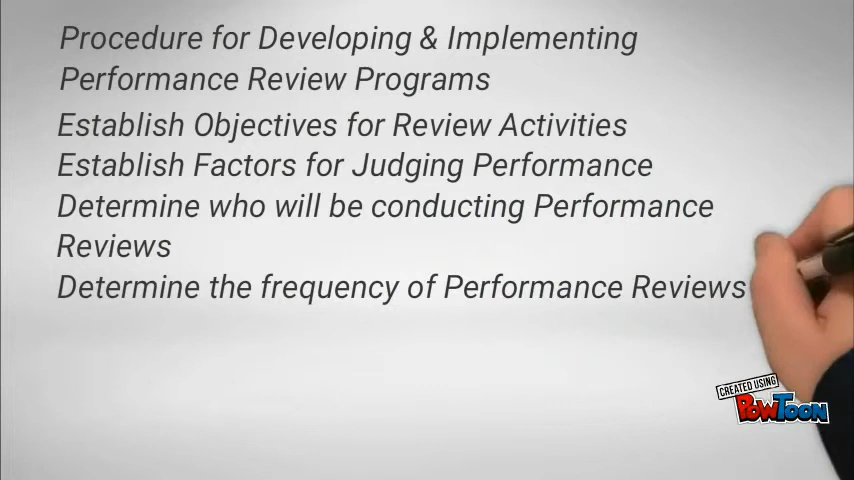 Procedure for Developing & Implementing
Performance Review Programs
Establish Objectives for Review Activities
Establish Factors for Judging Performance
Determine who will be conducting Performance
Reviews
Determine the frequency of Performance Reviews
CREATED USING
POWTOON